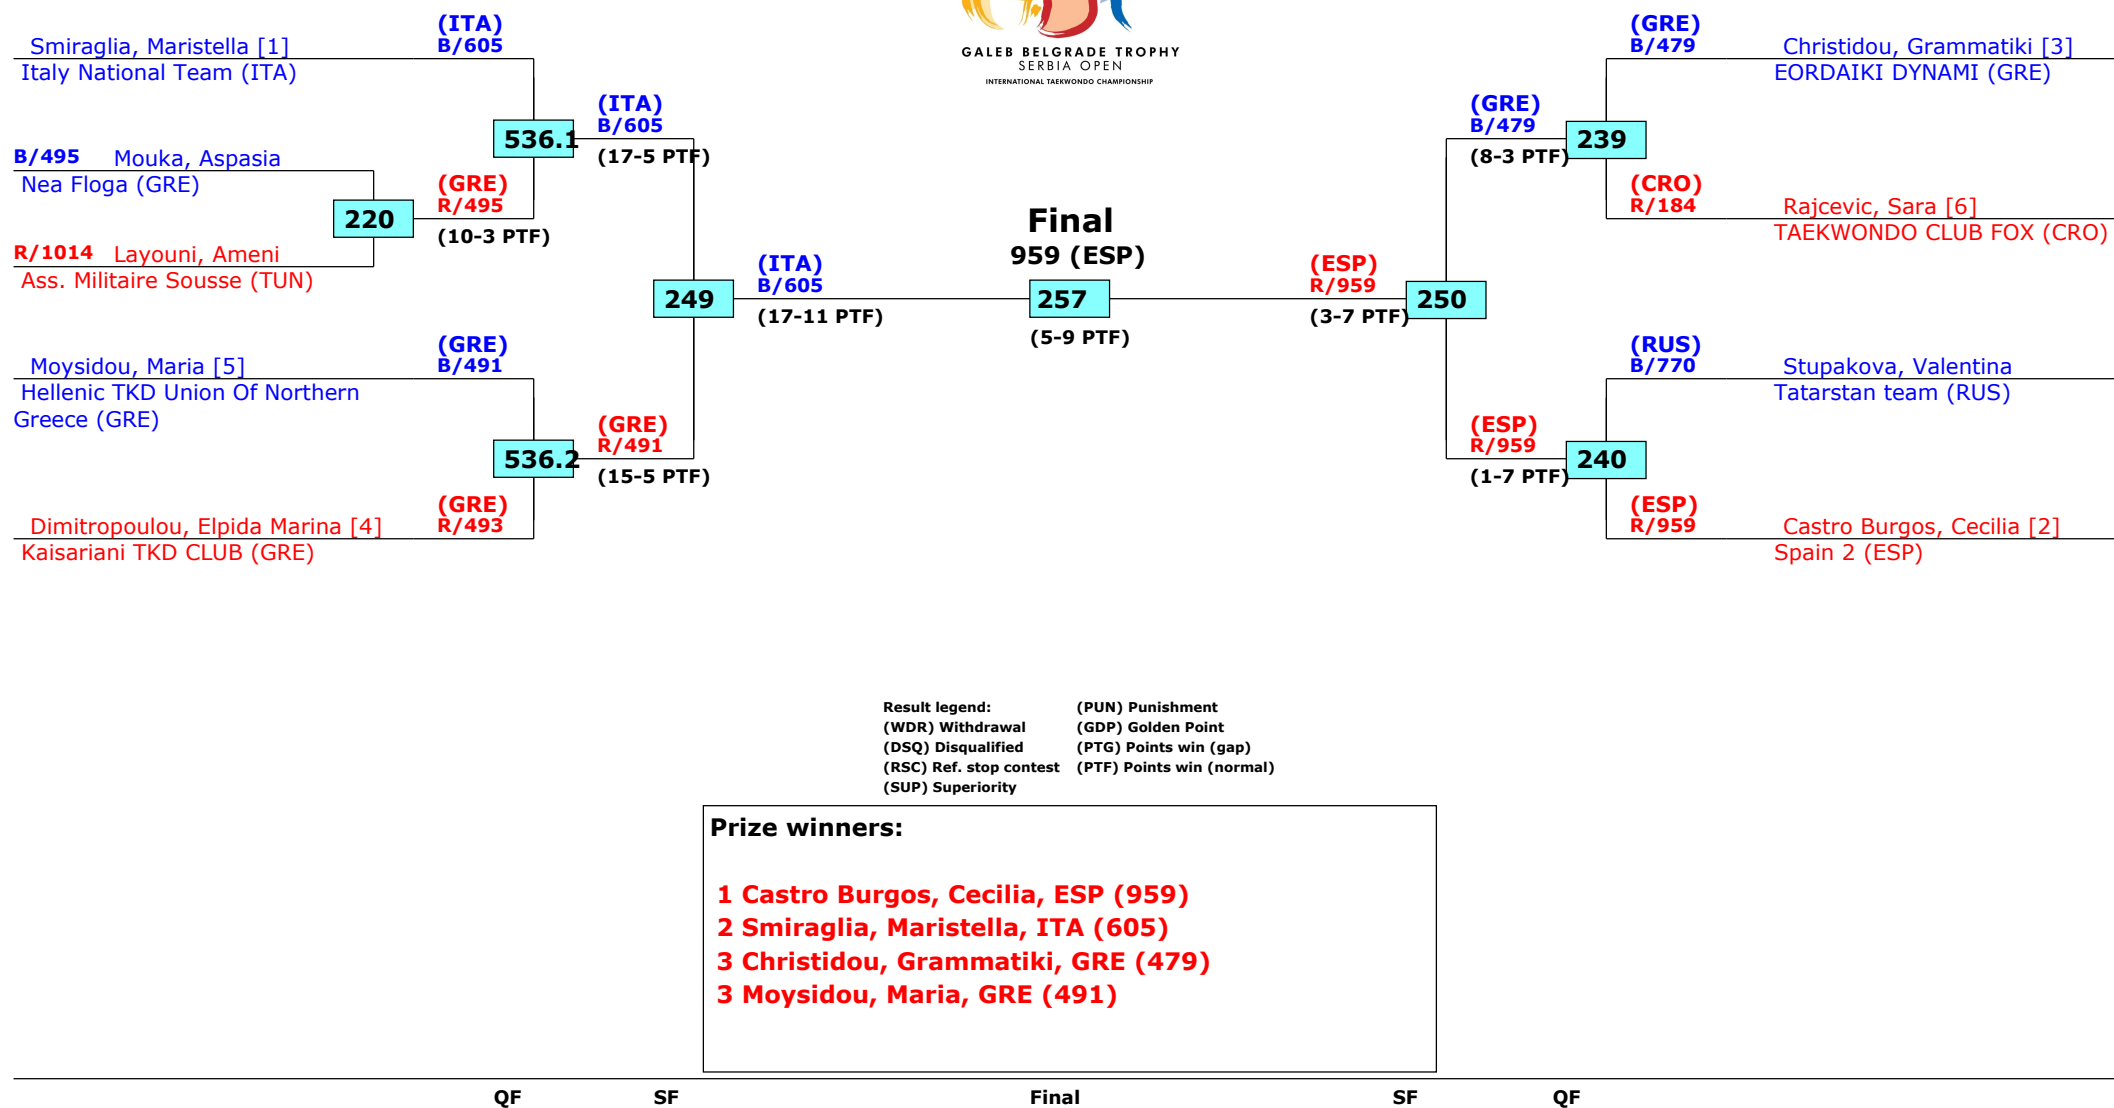 GALEB BELGRADE TROPHY
SERBIA OPEN
INTERNATIONAL TAEKWONDO CHAMPIONSHIP
Smiraglia, Maristella [1]
Italy National Team (ITA)
(ITA)
B/605
B/495 Mouka, Aspasia
Nea Floga (GRE)
220
R/1014 Layouni, Ameni
Ass. Militaire Sousse (TUN)
(GRE)
R/495
(10-3 PTF)
536.1
(ITA)
B/605
(17-5 PTF)
Moysidou, Maria [5]
Hellenic TKD Union Of Northern
Greece (GRE)
(GRE)
B/491
536.2
Dimitropoulou, Elpida Marina [4]
Kaisariani TKD CLUB (GRE)
(GRE)
R/493
(GRE)
R/491
(15-5 PTF)
249
(ITA)
B/605
(17-11 PTF)
Final
959 (ESP)
257
(5-9 PTF)
(ESP)
R/959
(3-7 PTF)
250
(GRE)
B/479
(8-3 PTF)
239
(GRE)
B/479
Christidou, Grammatiki [3]
EORDAIKI DYNAMI (GRE)
(CRO)
R/184
Rajcevic, Sara [6]
TAEKWONDO CLUB FOX (CRO)
(RUS)
B/770
Stupakova, Valentina
Tatarstan team (RUS)
(ESP)
R/959
(1-7 PTF)
240
(ESP)
R/959
Castro Burgos, Cecilia [2]
Spain 2 (ESP)
Result legend: (PUN) Punishment
(WDR) Withdrawal (GDP) Golden Point
(DSQ) Disqualified (PTG) Points win (gap)
(RSC) Ref. stop contest (PTF) Points win (normal)
(SUP) Superiority
Prize winners:
1 Castro Burgos, Cecilia, ESP (959)
2 Smiraglia, Maristella, ITA (605)
3 Christidou, Grammatiki, GRE (479)
3 Moysidou, Maria, GRE (491)
QF SF Final SF QF